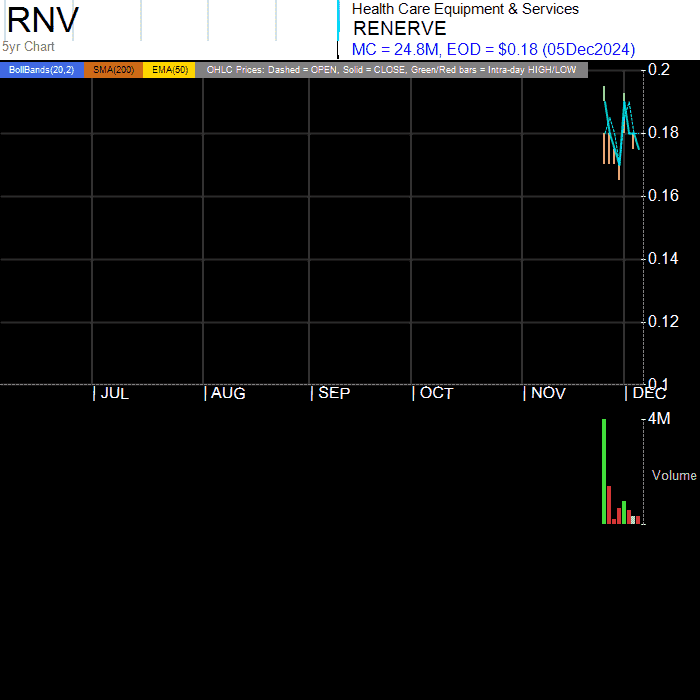 RNV
5yr Chart
Health Care Equipment & Services
RENERVE
MC = 24.8M, EOD = $0.18 (05Dec2024)
BollBands(20,2) SMA(200) EMA(50) OHLC Prices: Dashed = OPEN, Solid = CLOSE, Green/Red bars = Intra-day HIGH/LOW
0.2
0.18
0.16
0.14
0.12
0.1
| JUL | AUG | SEP | OCT | NOV | DEC
4M
Volume